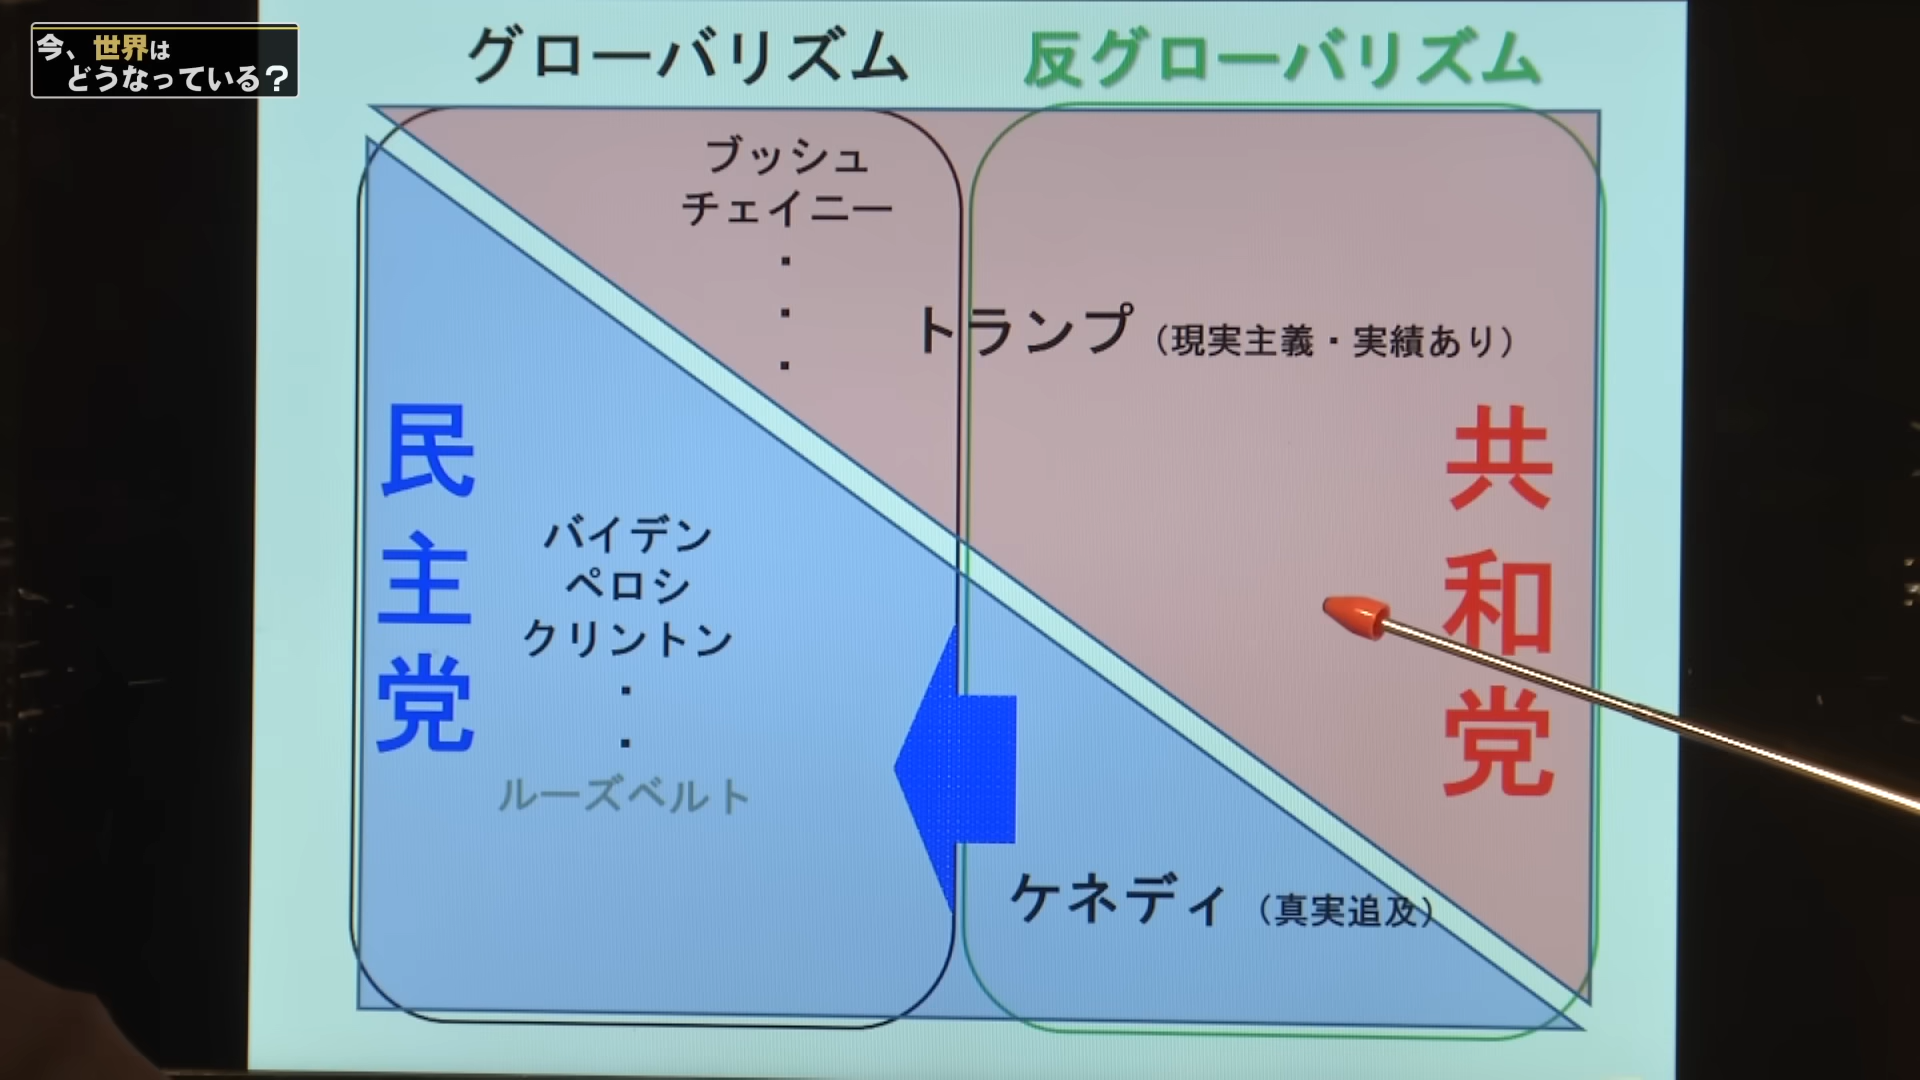 今、世界は
どうなっている?
グローバリズム
反グローバリズム
ブッシュ
チェイニー
・
・
・
トランプ（現実主義・実績あり）
民主党
共和党
バイデン
ペロシ
クリントン
・
・
ルーズベルト
ケネディ（真実追及）